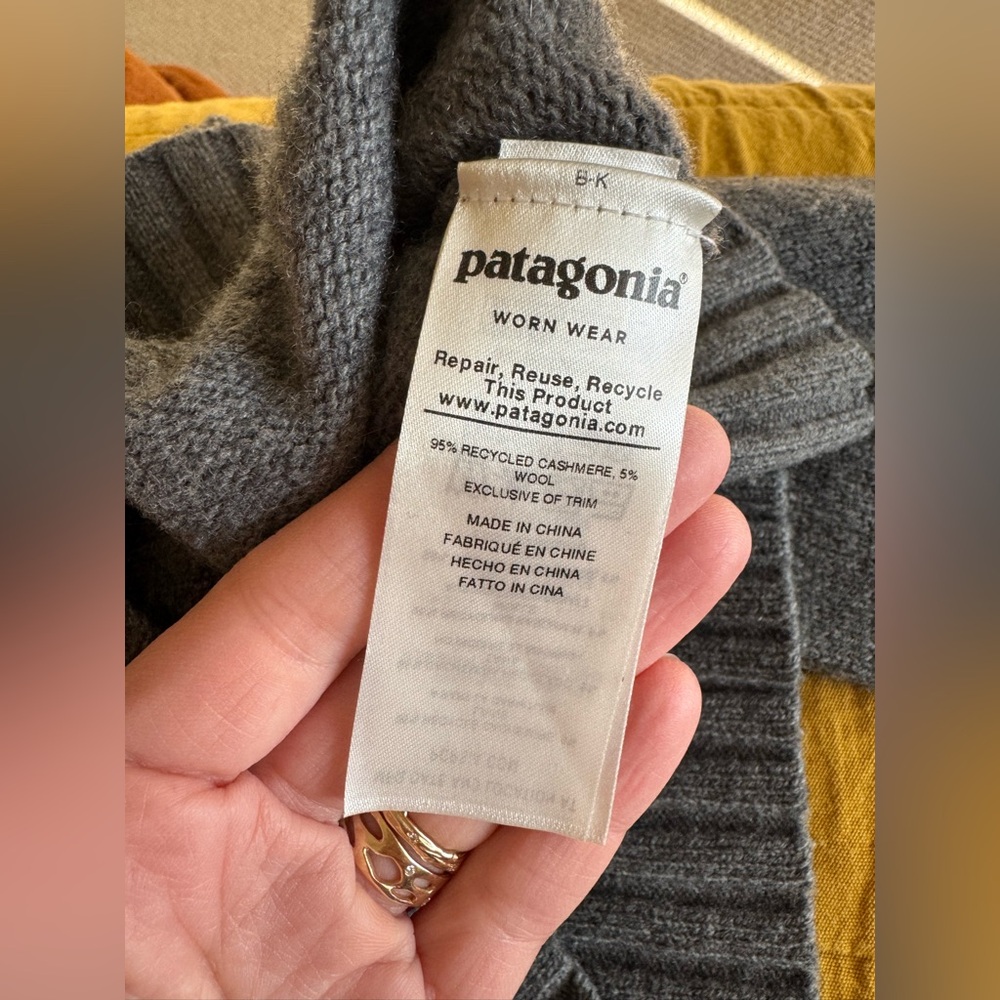 B-K
patagonia®
WORN WEAR
Repair, Reuse, Recycle
This Product
www.patagonia.com
95% RECYCLED CASHMERE, 5%
WOOL
EXCLUSIVE OF TRIM
MADE IN CHINA
FABRIQUÉ EN CHINE
HECHO EN CHINA
FATTO IN CINA